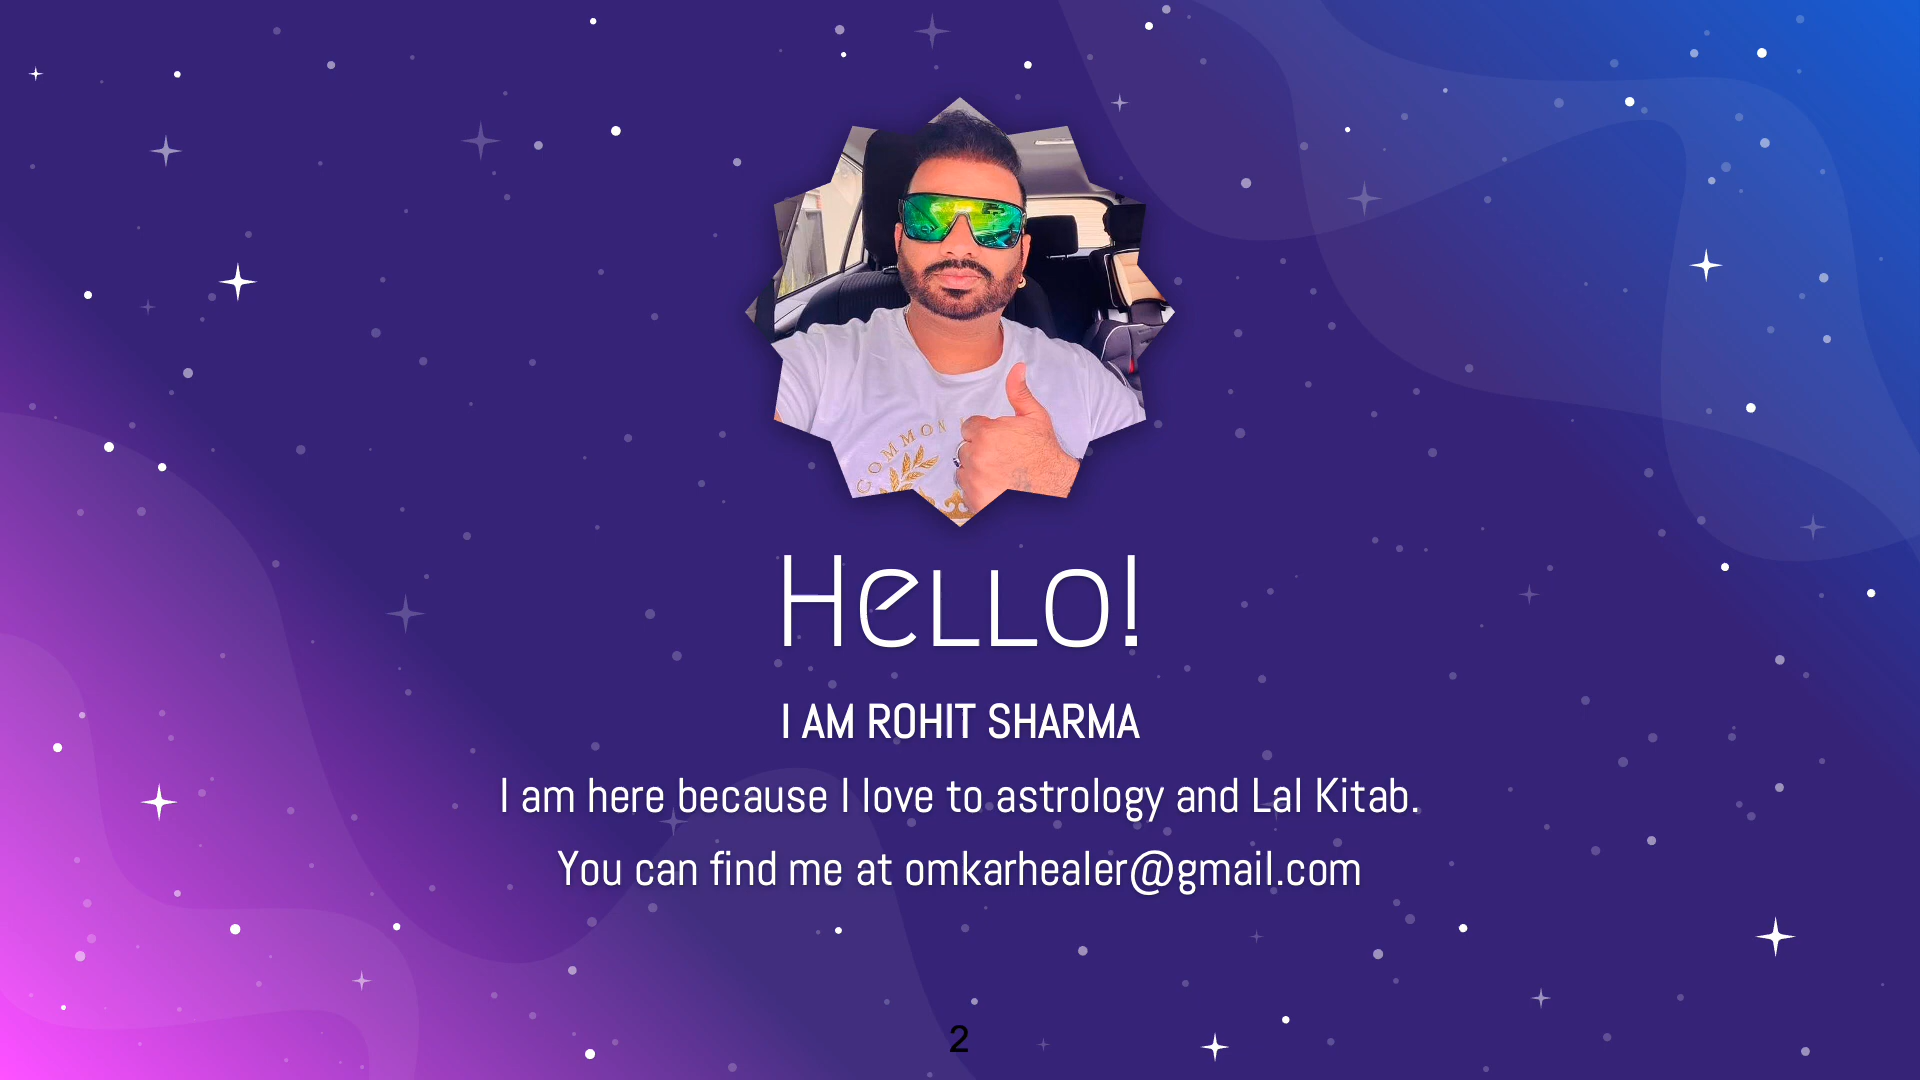 COMMON
Hello!
I AM ROHIT SHARMA
I am here because I love to astrology and Lal Kitab.
You can find me at omkarhealer@gmail.com
2